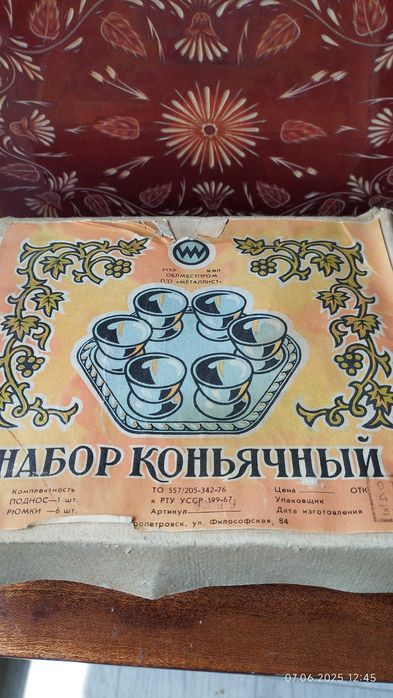 УССР М М П
ОБЛМЕСТПРОМ
П/О «МЕТАЛЛИСТ»
НАБОР КОНЬЯЧНЫЙ
Комплектность
ПОДНОС—1 шт.
РЮМКИ —6 шт.
ТО 557/205-342-76
к РТУ УССР 199-67
Артикул
ропетровск, ул. Философская, 84
Цена ОТК
Упаковщик
Дата изготовления
07.06.2025 12:45